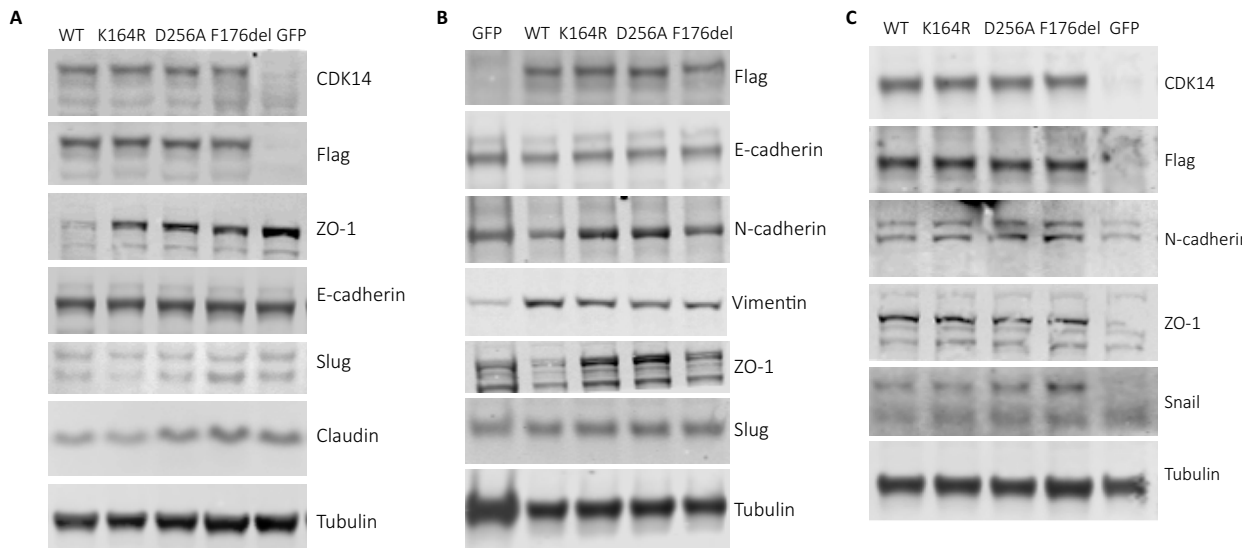 A
WT K164R D256A F176del GFP
CDK14
Flag
ZO-1
E-cadherin
Slug
Claudin
Tubulin
B
GFP WT K164R D256A F176del
Flag
E-cadherin
N-cadherin
Vimentin
ZO-1
Slug
Tubulin
C
WT K164R D256A F176del GFP
CDK14
Flag
N-cadherin
ZO-1
Snail
Tubulin